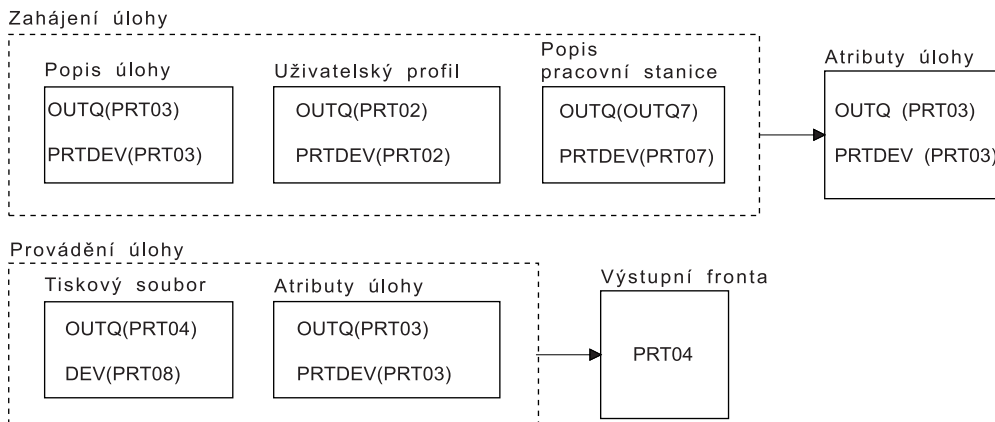 Zahájení úlohy
Popis úlohy
OUTQ(PRT03)
PRTDEV(PRT03)
Uživatelský profil
OUTQ(PRT02)
PRTDEV(PRT02)
Popis
pracovní stanice
OUTQ(OUTQ7)
PRTDEV(PRT07)
Atributy úlohy
OUTQ (PRT03)
PRTDEV (PRT03)
Provádění úlohy
Tiskový soubor
OUTQ(PRT04)
DEV(PRT08)
Atributy úlohy
OUTQ(PRT03)
PRTDEV(PRT03)
Výstupní fronta
PRT04